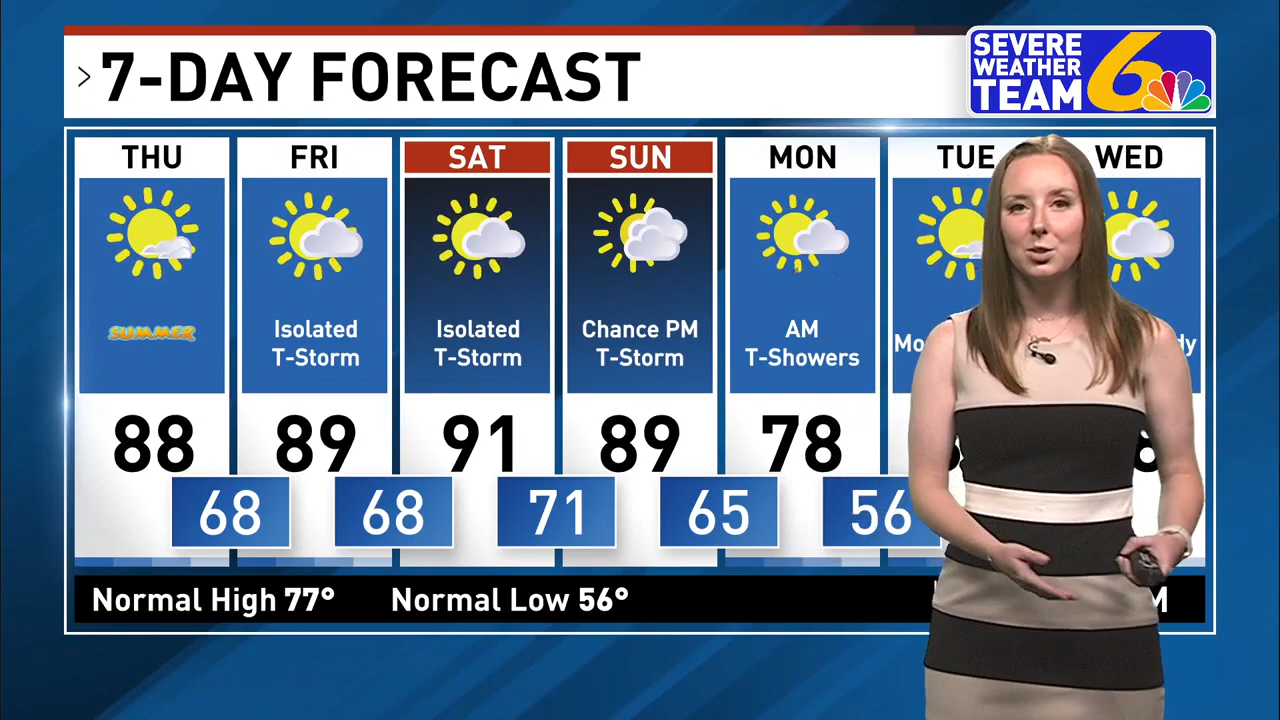 7-DAY FORECAST
SEVERE
WEATHER
TEAM 6
THU
FRI
SAT
SUN
MON
TUE
WED
SUMMER
Isolated
T-Storm
Isolated
T-Storm
Chance PM
T-Storm
AM
T-Showers
88
89
91
89
78
68
68
71
65
56
Normal High 77°
Normal Low 56°